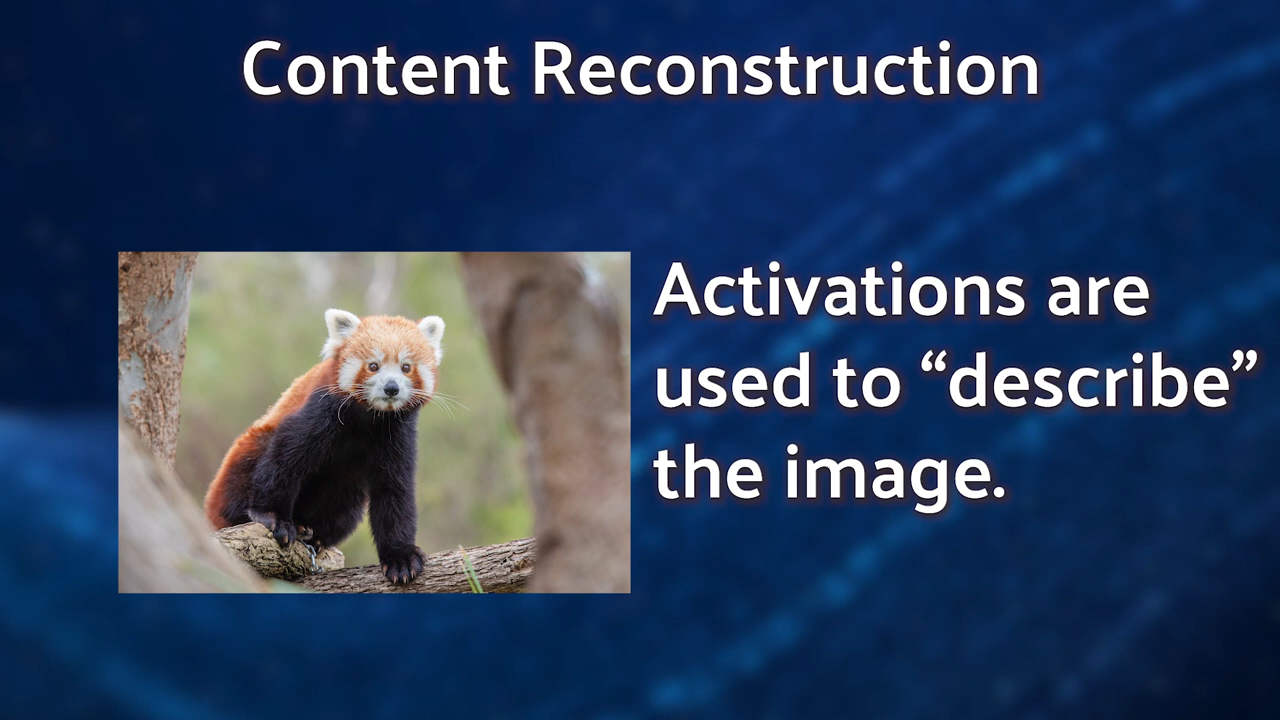 Content Reconstruction
Activations are
used to “describe”
the image.